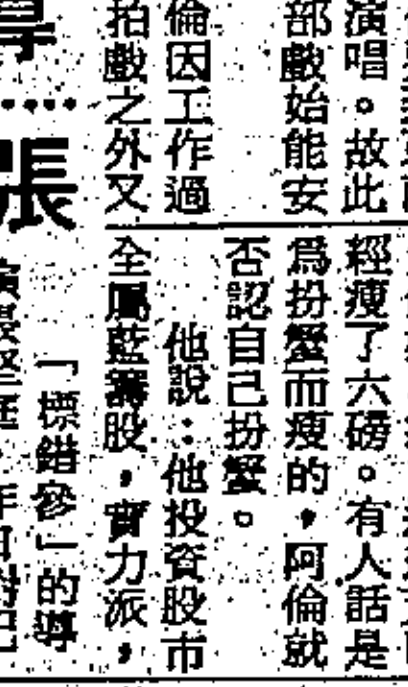 演唱。故此
部戲始能安
倫因工作過
拍戲之外又
張
經瘦了六磅。有人話是
爲扮蟹而瘦的，阿倫就
否認自己扮蟹。
他說：他投資股市
全屬藍籌股，實力派，
「標錯參」的導